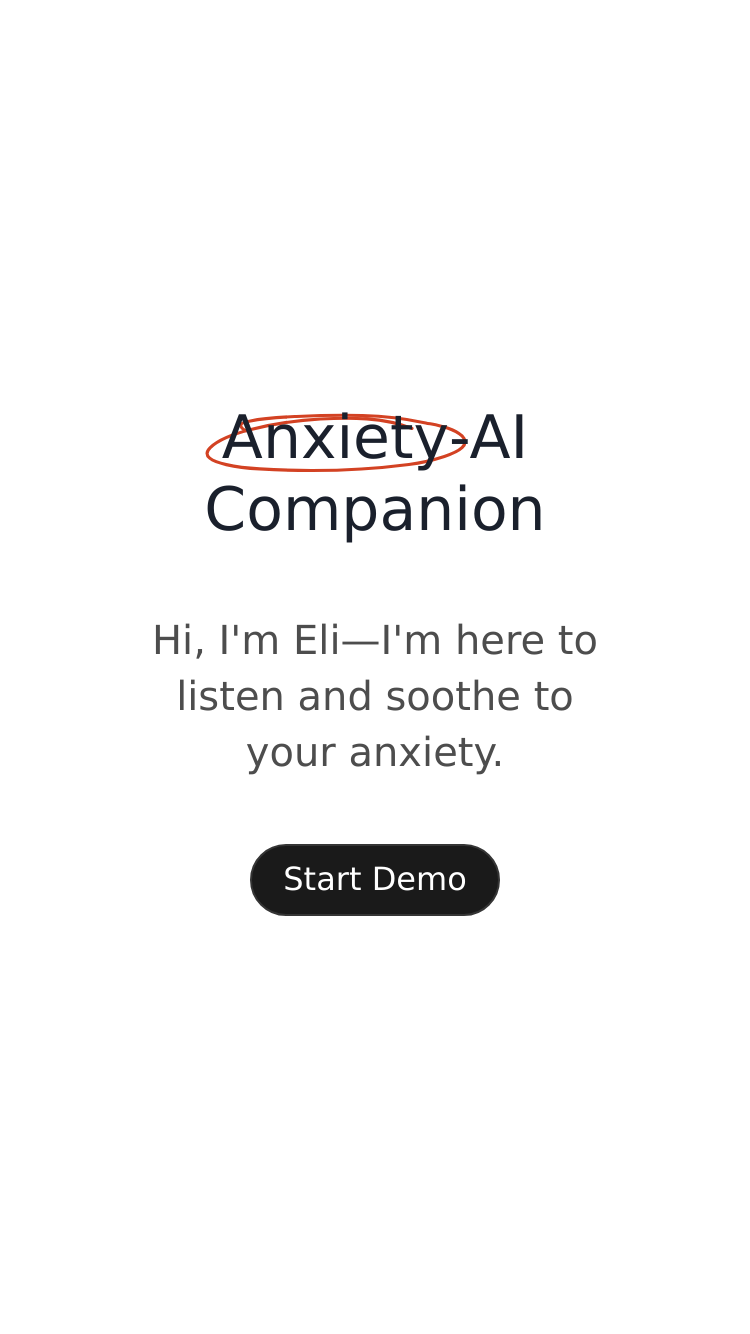 Anxiety-AI
Companion
Hi, I'm Eli—I'm here to
listen and soothe to
your anxiety.
Start Demo